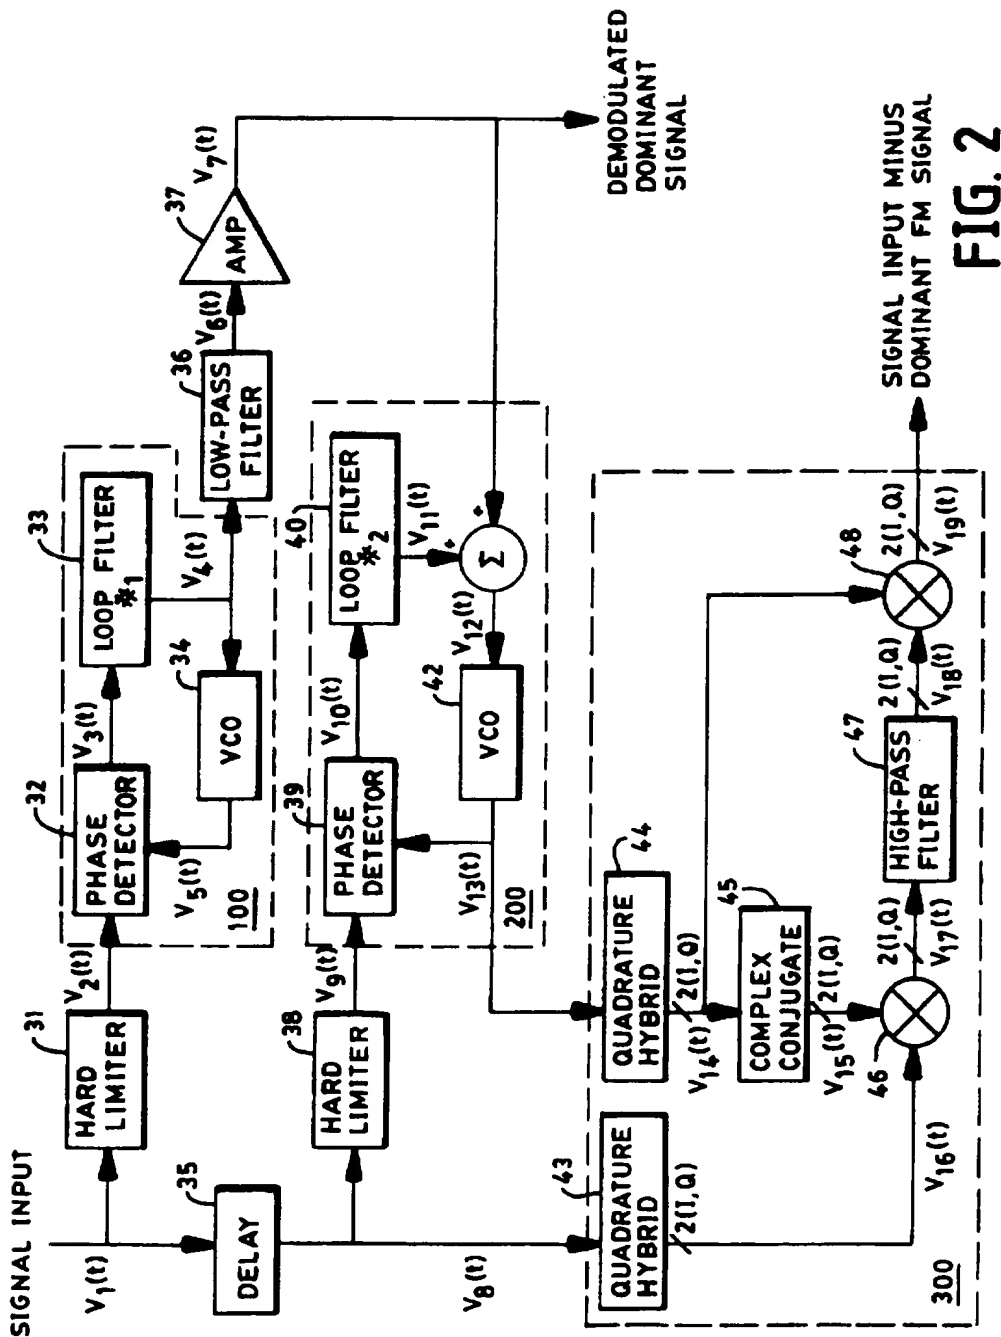 SIGNAL INPUT
V1(t)
31
HARD
LIMITER
V2(t)
32
PHASE
DETECTOR
V3(t)
33
LOOP FILTER
*1
V4(t)
34
VCO
V5(t)
100
36
LOW-PASS
FILTER
V6(t)
37
AMP
V7(t)
DEMODULATED
DOMINANT
SIGNAL
35
DELAY
V8(t)
38
HARD
LIMITER
V9(t)
39
PHASE
DETECTOR
V10(t)
40
LOOP FILTER
*2
V11(t)
+
+
Σ
V12(t)
42
VCO
V13(t)
200
43
QUADRATURE
HYBRID
2(I,Q)
V16(t)
44
QUADRATURE
HYBRID
2(I,Q)
V14(t)
45
COMPLEX
CONJUGATE
2(I,Q)
V15(t)
46
2(I,Q)
V17(t)
47
HIGH-PASS
FILTER
2(I,Q)
V18(t)
48
2(I,Q)
V19(t)
300
SIGNAL INPUT MINUS
DOMINANT FM SIGNAL
FIG. 2